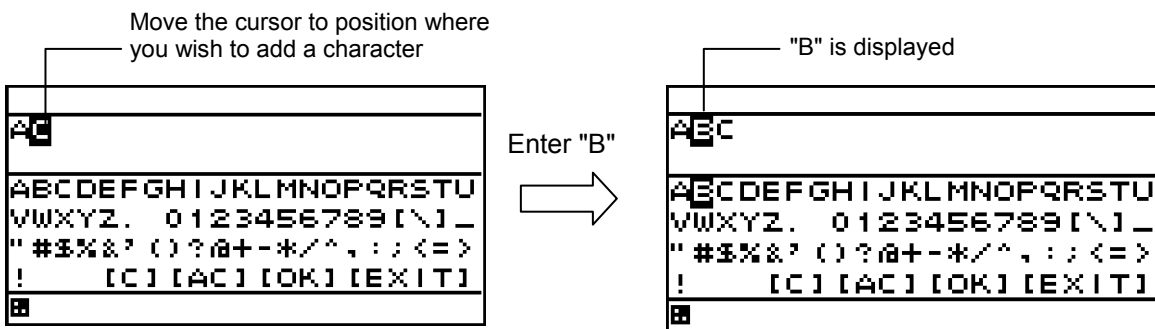 Move the cursor to position where
you wish to add a character
AC
ABCDEFGHIJKLMNOPQRSTU
VWXYZ. 0123456789[\]_
"#$%&' ()?@+-*/^,:;<=>
! [C] [AC] [OK] [EXIT]
Enter "B"
"B" is displayed
ABC
ABCDEFGHIJKLMNOPQRSTU
VWXYZ. 0123456789[\]_
"#$%&' ()?@+-*/^,:;<=>
! [C] [AC] [OK] [EXIT]